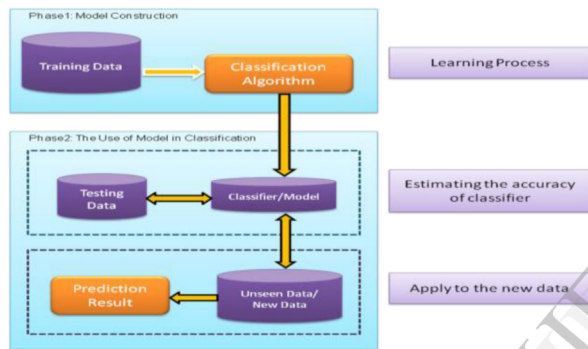 Phase1: Model Construction
Training Data
Classification
Algorithm
Learning Process
Phase2: The Use of Model in Classification
Testing
Data
Classifier/Model
Estimating the accuracy
of classifier
Prediction
Result
Unseen Data/
New Data
Apply to the new data